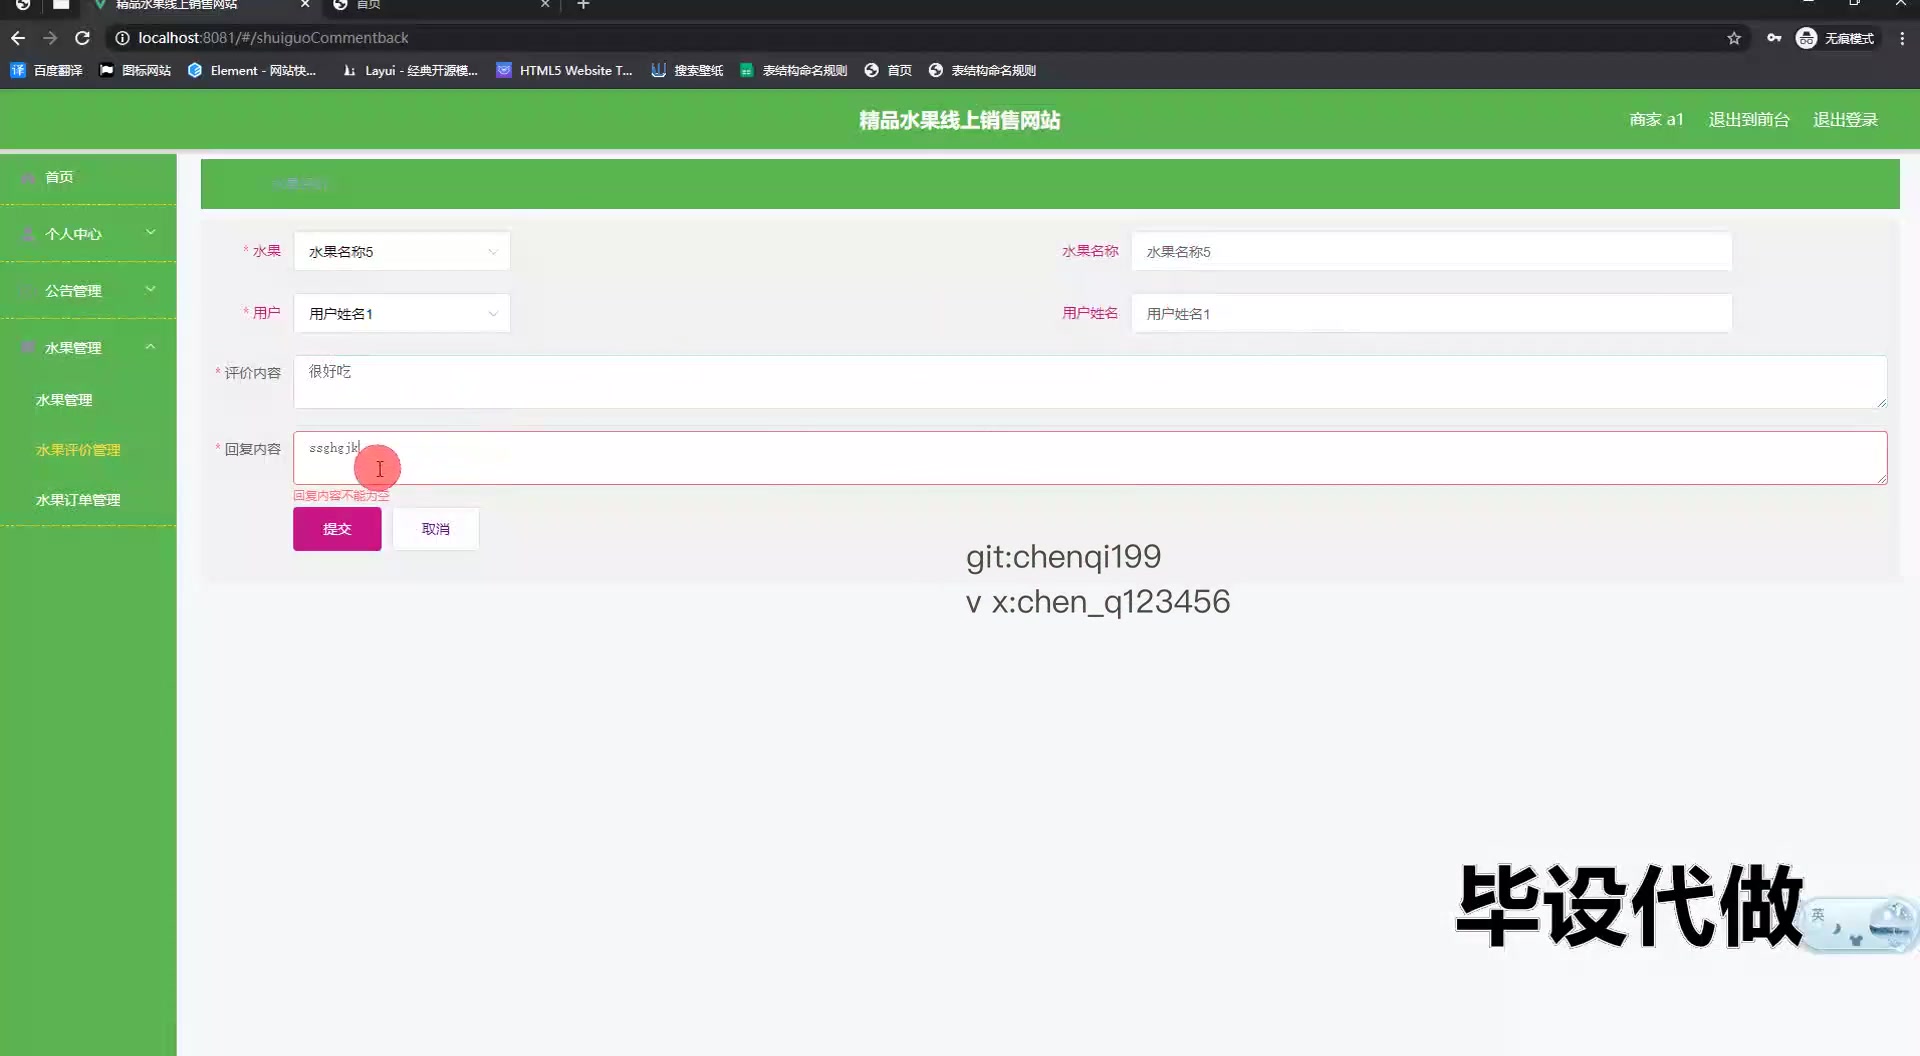 精品水果线上销售网站
首页
localhost:8081/#/shuiguoCommentback
无痕模式
百度翻译
图标网站
Element - 网站快...
Layui - 经典开源模...
HTML5 Website T...
搜索壁纸
表结构命名规则
首页
表结构命名规则
精品水果线上销售网站
商家 a1
退出到前台
退出登录
首页
个人中心
公告管理
水果管理
水果管理
水果评价管理
水果订单管理
* 水果
水果名称5
水果名称
水果名称5
* 用户
用户姓名1
用户姓名
用户姓名1
* 评价内容
很好吃
* 回复内容
ssghgjk
回复内容不能为空
提交
取消
git:chenqi199
v x:chen_q123456
毕设代做
英